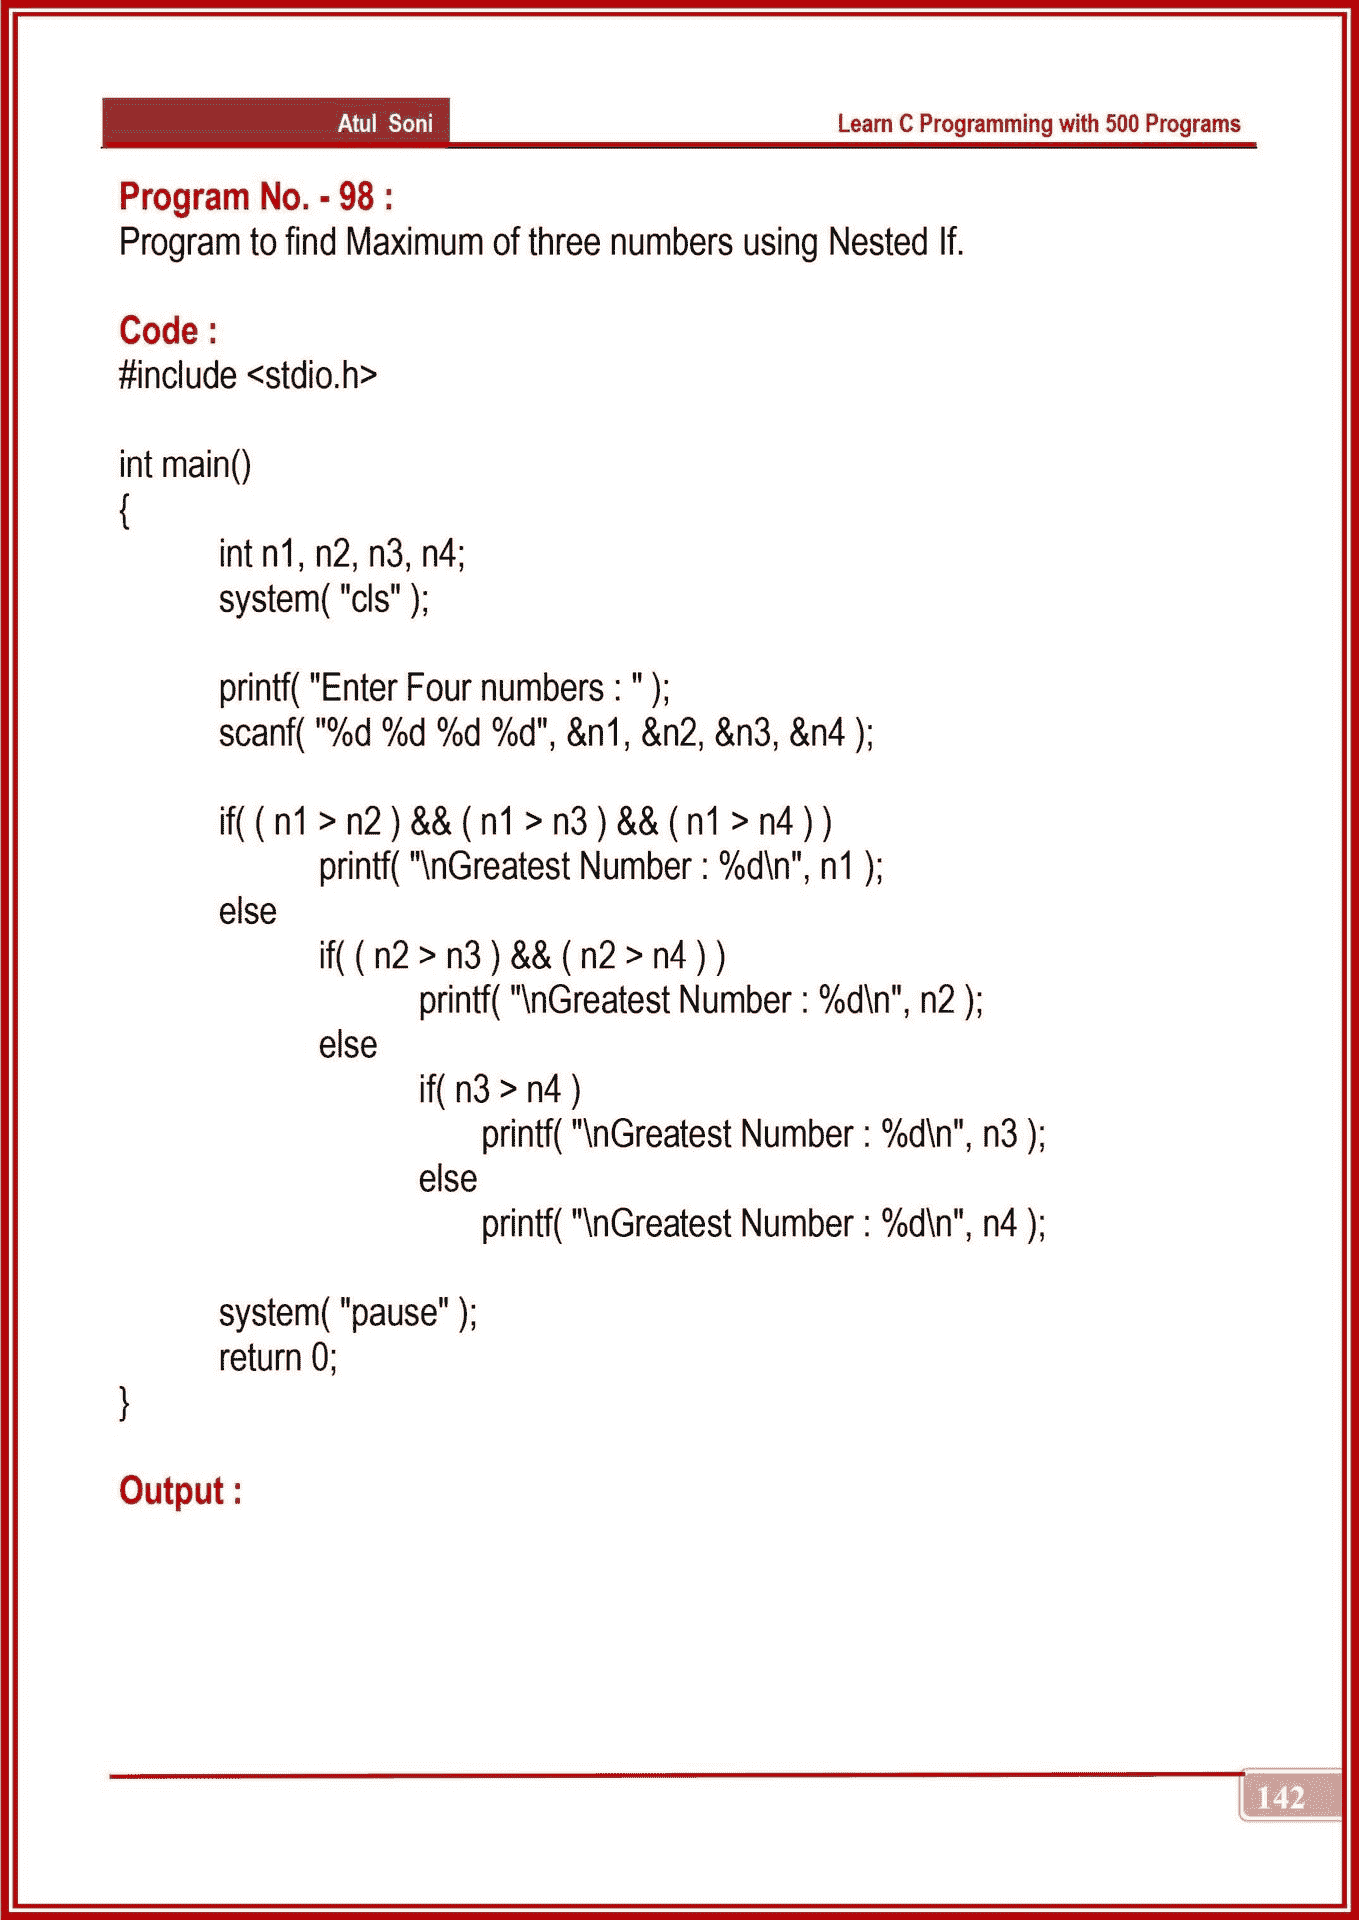 Atul Soni
Learn C Programming with 500 Programs
Program No. - 98 :
Program to find Maximum of three numbers using Nested If.
Code :
#include <stdio.h>
int main()
{
int n1, n2, n3, n4;
system( "cls" );
printf( "Enter Four numbers : " );
scanf( "%d %d %d %d", &n1, &n2, &n3, &n4 );
if( ( n1 > n2 ) && ( n1 > n3 ) && ( n1 > n4 ) )
printf( "\nGreatest Number : %d\n", n1 );
else
if( ( n2 > n3 ) && ( n2 > n4 ) )
printf( "\nGreatest Number : %d\n", n2 );
else
if( n3 > n4 )
printf( "\nGreatest Number : %d\n", n3 );
else
printf( "\nGreatest Number : %d\n", n4 );
system( "pause" );
return 0;
}
Output :
142